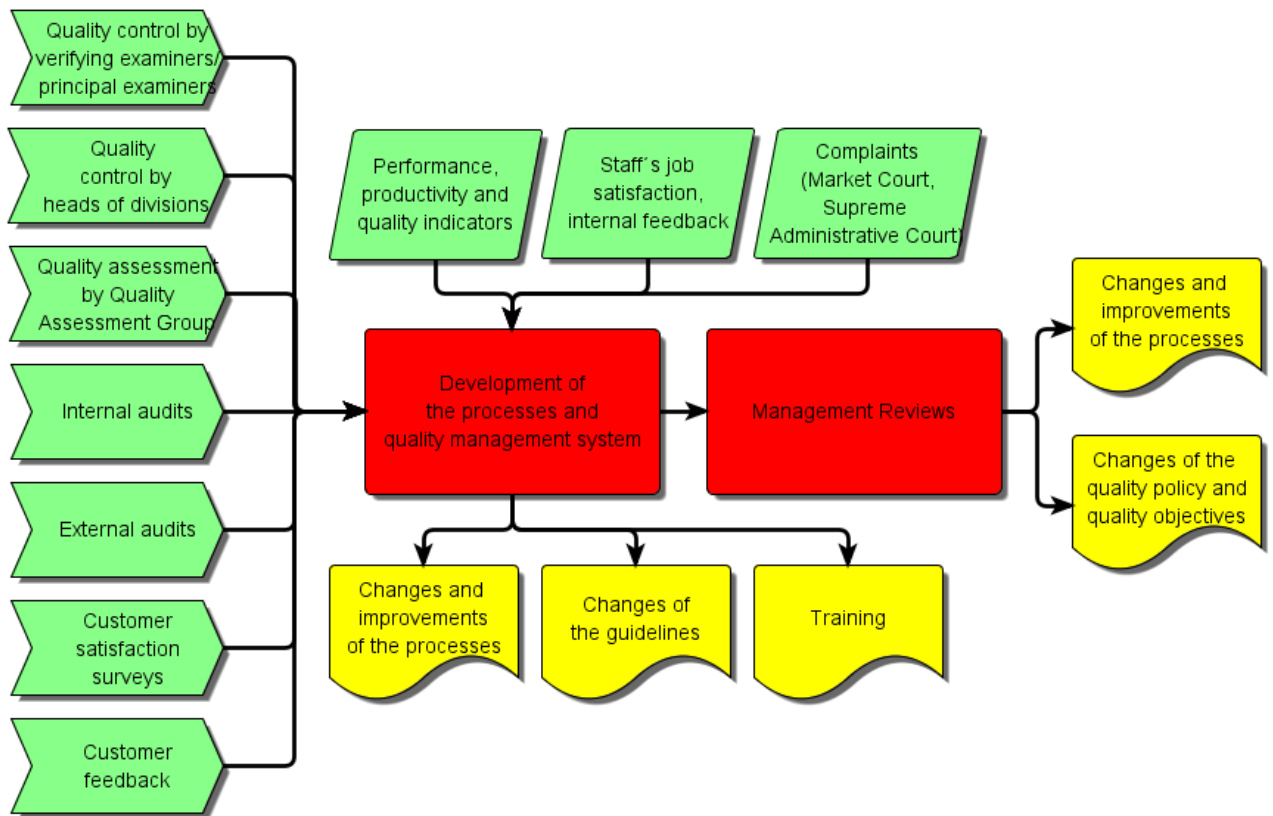 Quality control by
verifying examiners/
principal examiners
Quality
control by
heads of divisions
Quality assessment
by Quality
Assessment Group
Internal audits
External audits
Customer
satisfaction
surveys
Customer
feedback
Performance,
productivity and
quality indicators
Staff´s job
satisfaction,
internal feedback
Complaints
(Market Court,
Supreme
Administrative Court)
Development of
the processes and
quality management system
Management Reviews
Changes and
improvements
of the processes
Changes of the
quality policy and
quality objectives
Changes and
improvements
of the processes
Changes of
the guidelines
Training